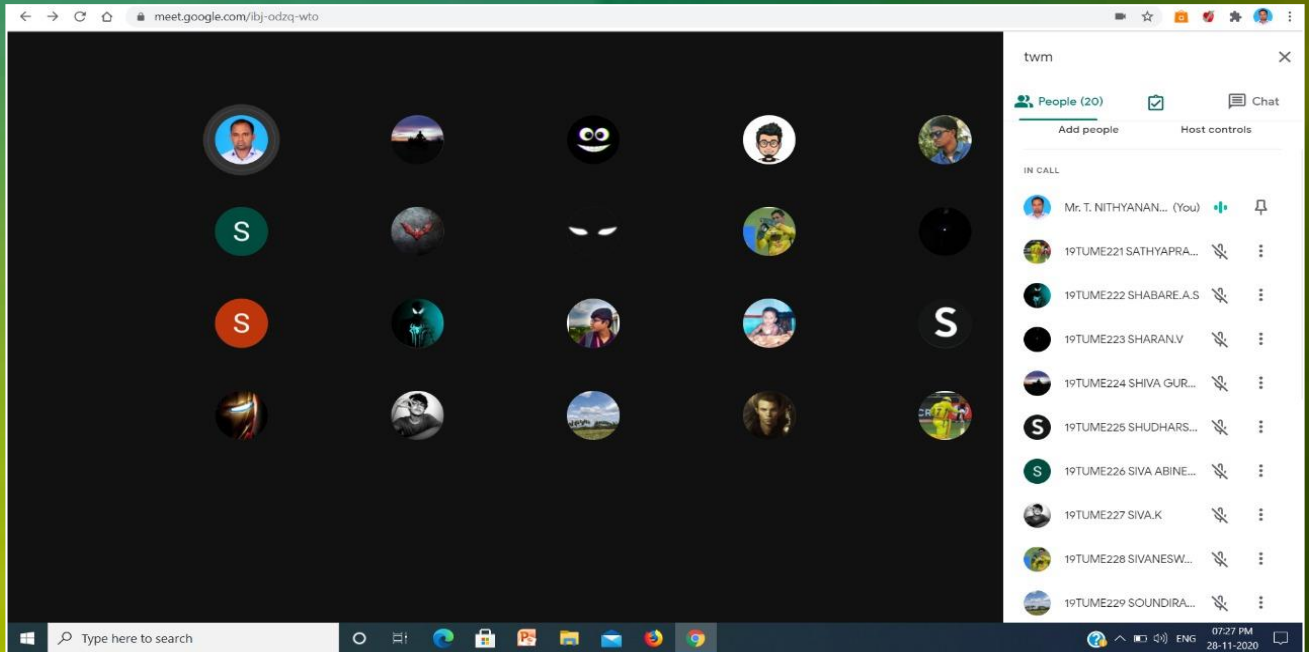 meet.google.com/ibj-odzq-wto
twm
People (20)
Chat
Add people
Host controls
IN CALL
Mr. T. NITHYANAN... (You)
19TUME221 SATHYAPRA...
19TUME222 SHABARE.A.S
19TUME223 SHARAN.V
19TUME224 SHIVA GUR...
19TUME225 SHUDHARS...
19TUME226 SIVA ABINE...
19TUME227 SIVA.K
19TUME228 SIVANESW...
19TUME229 SOUNDIRA...
S
S
S
S
S
Type here to search
ENG
07:27 PM
28-11-2020